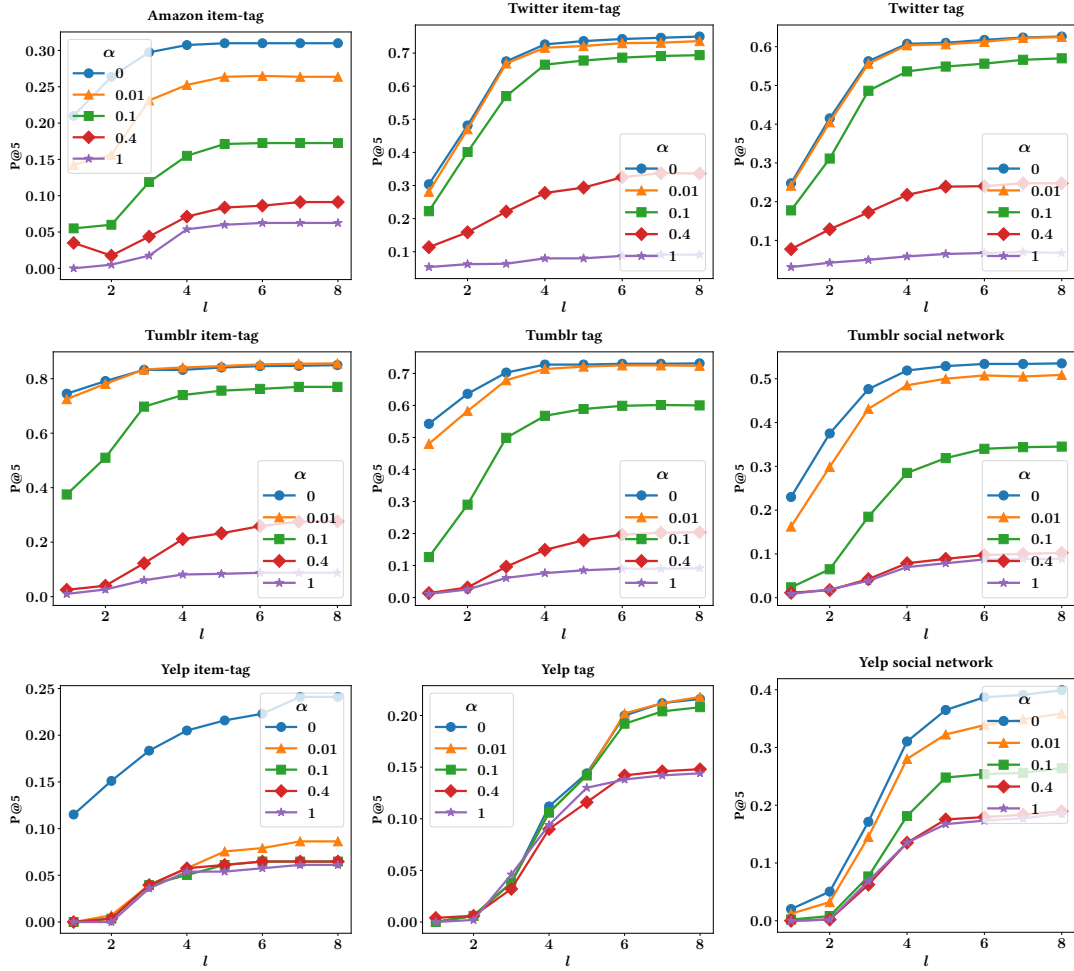 Amazon item-tag
P@5
0.30
0.25
0.20
0.15
0.10
0.05
0.00
α
0
0.01
0.1
0.4
1
2 4 6 8
l
Twitter item-tag
P@5
0.7
0.6
0.5
0.4
0.3
0.2
0.1
α
0
0.01
0.1
0.4
1
2 4 6 8
l
Twitter tag
P@5
0.6
0.5
0.4
0.3
0.2
0.1
α
0
0.01
0.1
0.4
1
2 4 6 8
l
Tumblr item-tag
P@5
0.8
0.6
0.4
0.2
0.0
α
0
0.01
0.1
0.4
1
2 4 6 8
l
Tumblr tag
P@5
0.7
0.6
0.5
0.4
0.3
0.2
0.1
0.0
α
0
0.01
0.1
0.4
1
2 4 6 8
l
Tumblr social network
P@5
0.5
0.4
0.3
0.2
0.1
0.0
α
0
0.01
0.1
0.4
1
2 4 6 8
l
Yelp item-tag
P@5
0.25
0.20
0.15
0.10
0.05
0.00
α
0
0.01
0.1
0.4
1
2 4 6 8
l
Yelp tag
P@5
0.20
0.15
0.10
0.05
0.00
α
0
0.01
0.1
0.4
1
2 4 6 8
l
Yelp social network
P@5
0.4
0.3
0.2
0.1
0.0
α
0
0.01
0.1
0.4
1
2 4 6 8
l